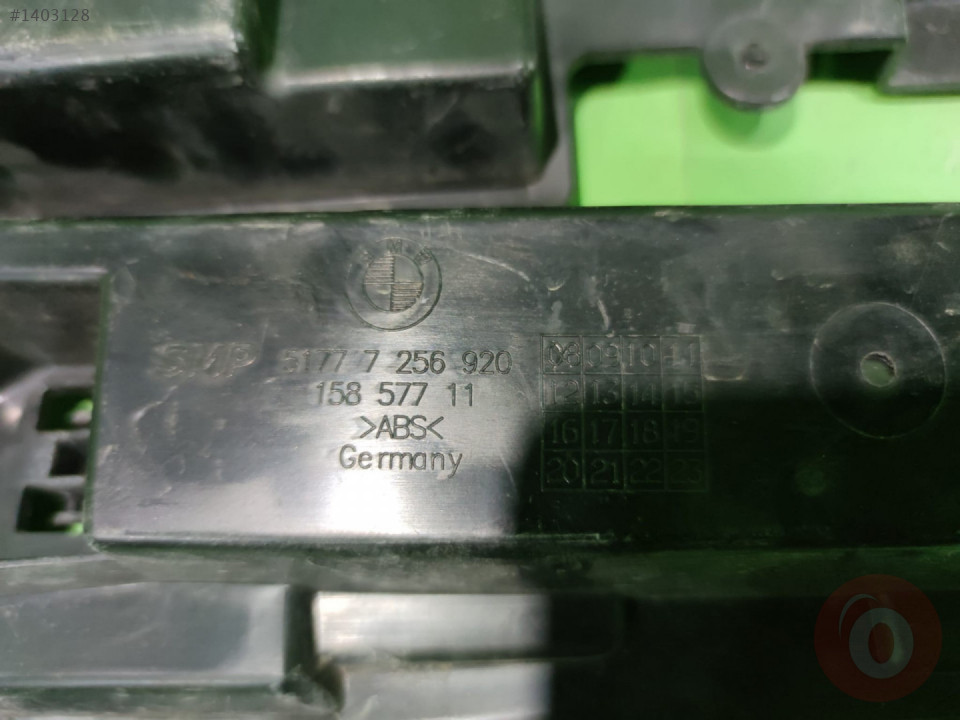 #1403128
BMW
SMP 5177 7 256 920
158 577 11
>ABS<
Germany
08 09 10 11
12 13 14 15
16 17 18 19
20 21 22 23